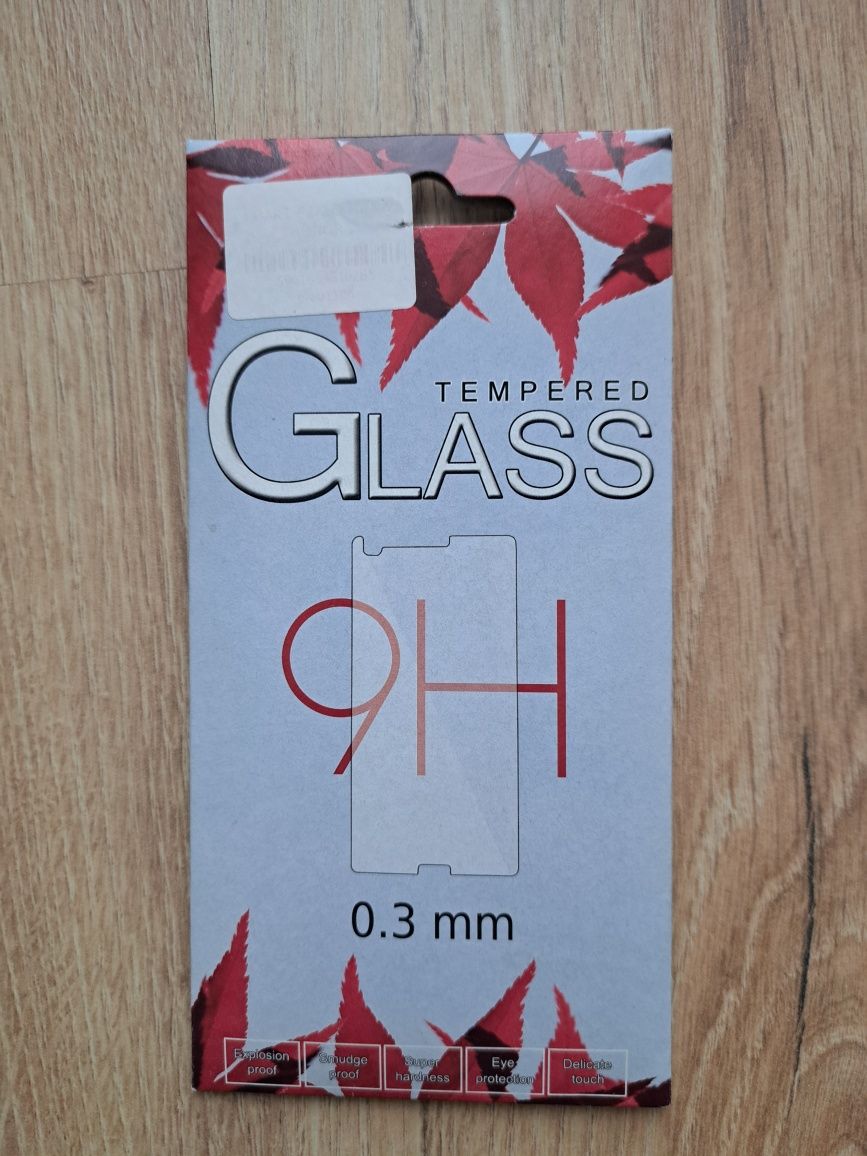 TEMPERED
GLASS
9H
0.3 mm
Explosion proof
Smudge proof
Super hardness
Eye protection
Delicate touch